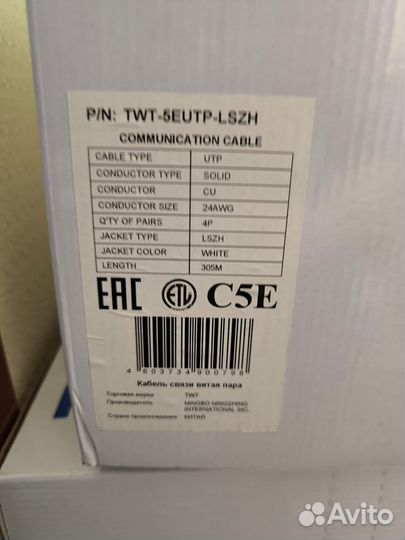 P/N: TWT-5EUTP-LSZH
COMMUNICATION CABLE
CABLE TYPE UTP
CONDUCTOR TYPE SOLID
CONDUCTOR CU
CONDUCTOR SIZE 24AWG
Q'TY OF PAIRS 4P
JACKET TYPE LSZH
JACKET COLOR WHITE
LENGTH 305M
EAC ETL C5E
4 603734 900798
Кабель связи витая пара
Торговая марка TWT
Производитель NINGBO NINGSHING
INTERNATIONAL INC.
Страна происхождения КИТАЙ
Avito